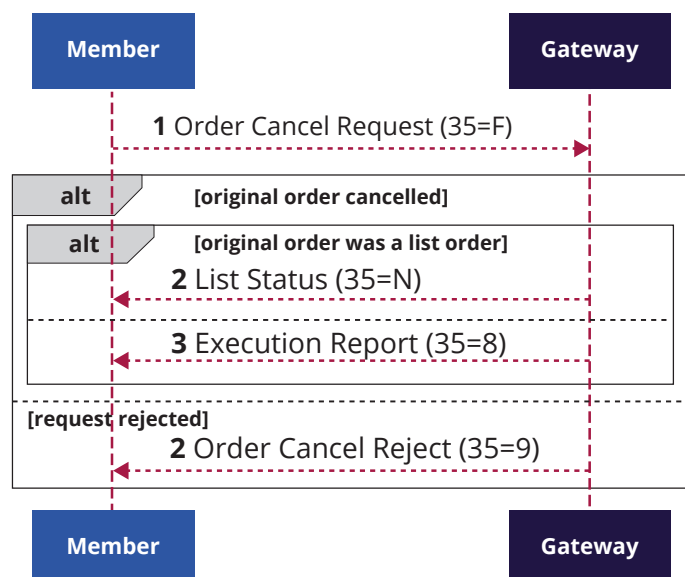 Member Gateway
1 Order Cancel Request (35=F)
alt [original order cancelled]
alt [original order was a list order]
2 List Status (35=N)
3 Execution Report (35=8)
[request rejected]
2 Order Cancel Reject (35=9)
Member Gateway